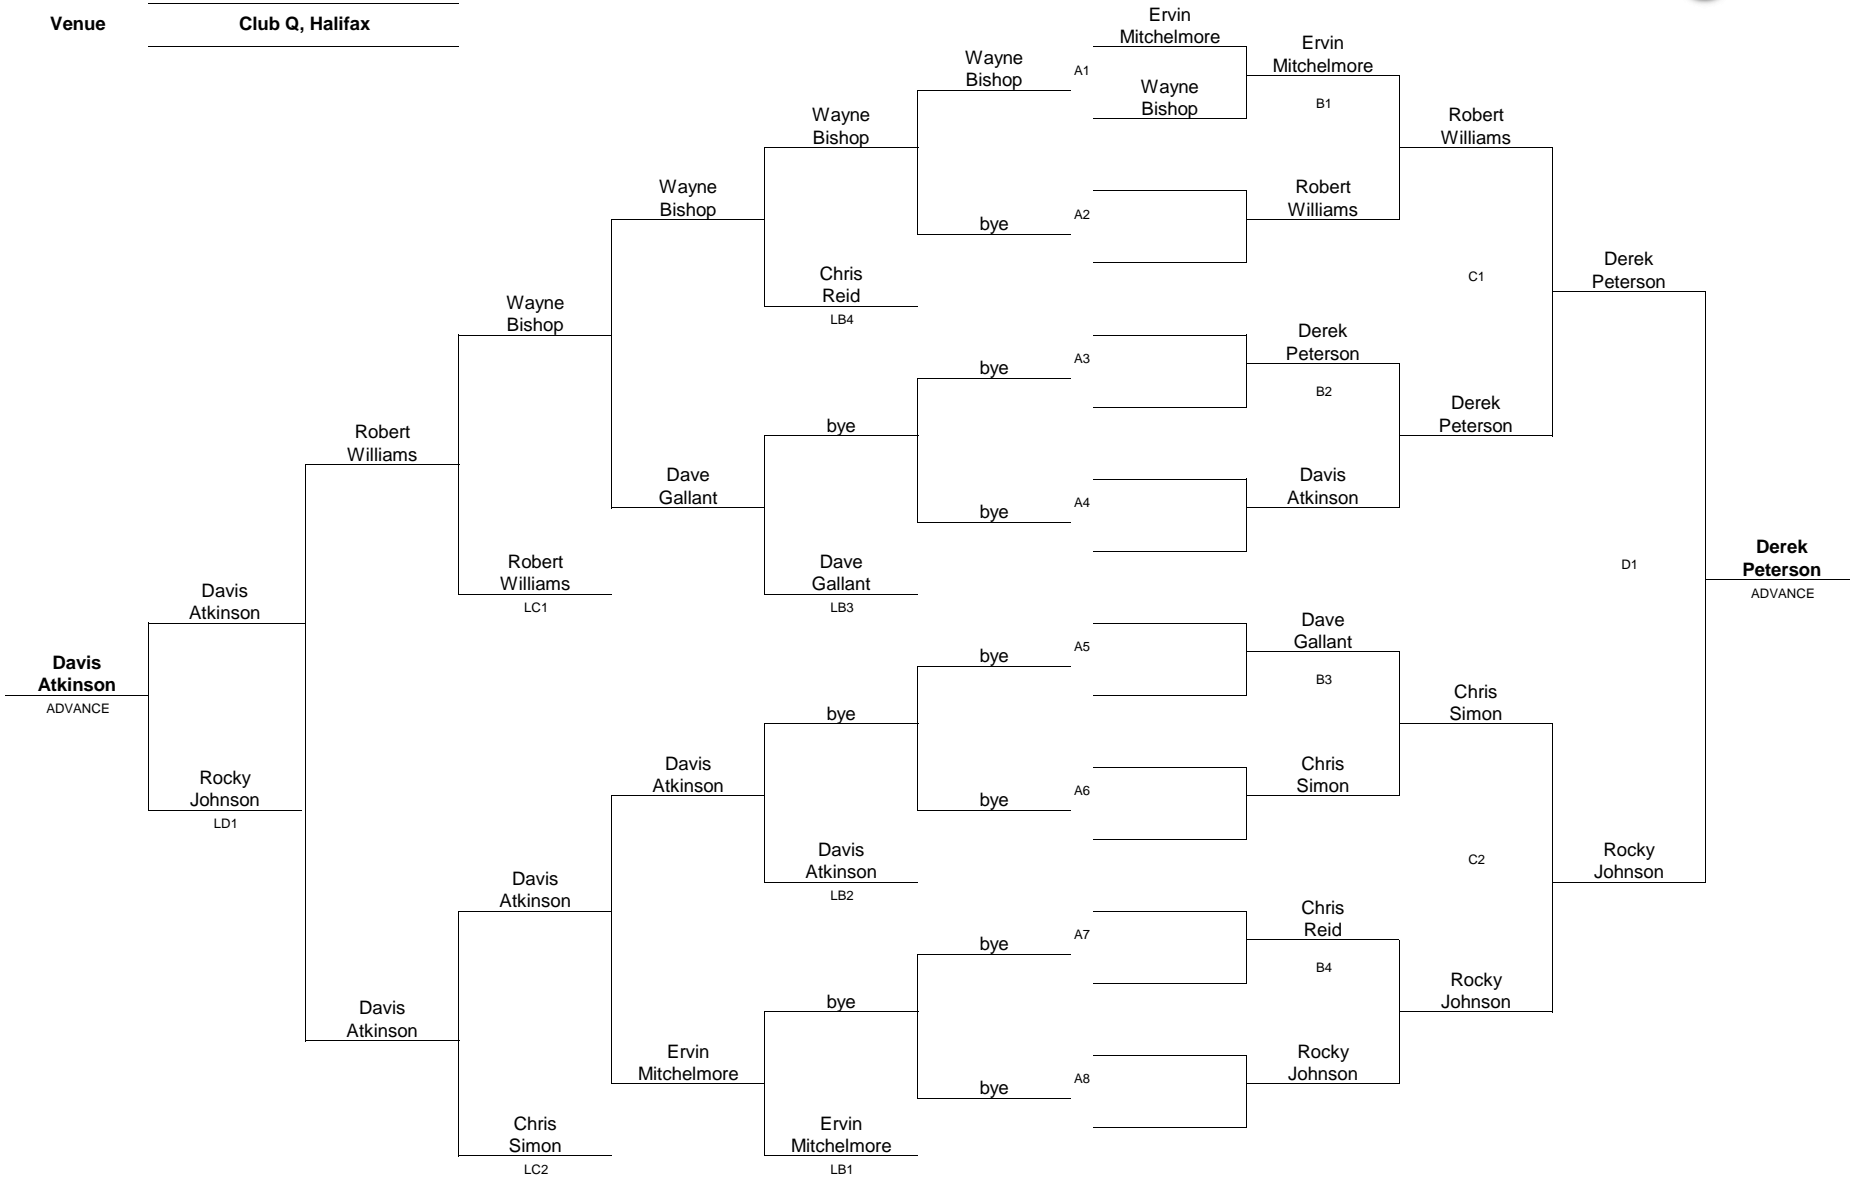 Venue
Club Q, Halifax
Ervin
Mitchelmore
Ervin
Mitchelmore
Wayne
Bishop
A1
Wayne
Bishop
B1
Wayne
Bishop
Robert
Williams
Wayne
Bishop
Robert
Williams
A2
bye
Chris
Reid
LB4
Derek
Peterson
C1
Wayne
Bishop
Derek
Peterson
A3
bye
B2
bye
Derek
Peterson
Robert
Williams
Dave
Gallant
Davis
Atkinson
A4
bye
Robert
Williams
LC1
Dave
Gallant
LB3
D1
Derek
Peterson
ADVANCE
Davis
Atkinson
Dave
Gallant
A5
bye
B3
Davis
Atkinson
ADVANCE
bye
Chris
Simon
Rocky
Johnson
LD1
Davis
Atkinson
Chris
Simon
A6
bye
Davis
Atkinson
LB2
C2
Rocky
Johnson
Davis
Atkinson
Chris
Reid
A7
bye
B4
Davis
Atkinson
bye
Rocky
Johnson
Ervin
Mitchelmore
Rocky
Johnson
A8
bye
Chris
Simon
LC2
Ervin
Mitchelmore
LB1